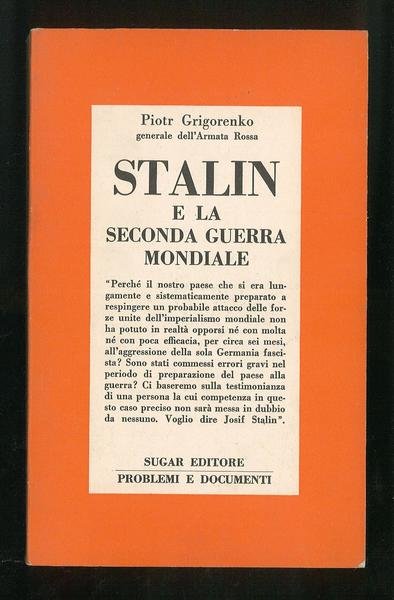 Piotr Grigorenko
generale dell'Armata Rossa
STALIN
E LA
SECONDA GUERRA
MONDIALE
"Perché il nostro paese che si era lun-
gamente e sistematicamente preparato a
respingere un probabile attacco delle for-
ze unite dell'imperialismo mondiale non
ha potuto in realtà opporsi né con molta
né con poca efficacia, per circa sei mesi,
all'aggressione della sola Germania fasci-
sta? Sono stati commessi errori gravi nel
periodo di preparazione del paese alla
guerra? Ci baseremo sulla testimonianza
di una persona la cui competenza in que-
sto caso preciso non sarà messa in dubbio
da nessuno. Voglio dire Josif Stalin".
SUGAR EDITORE
PROBLEMI E DOCUMENTI